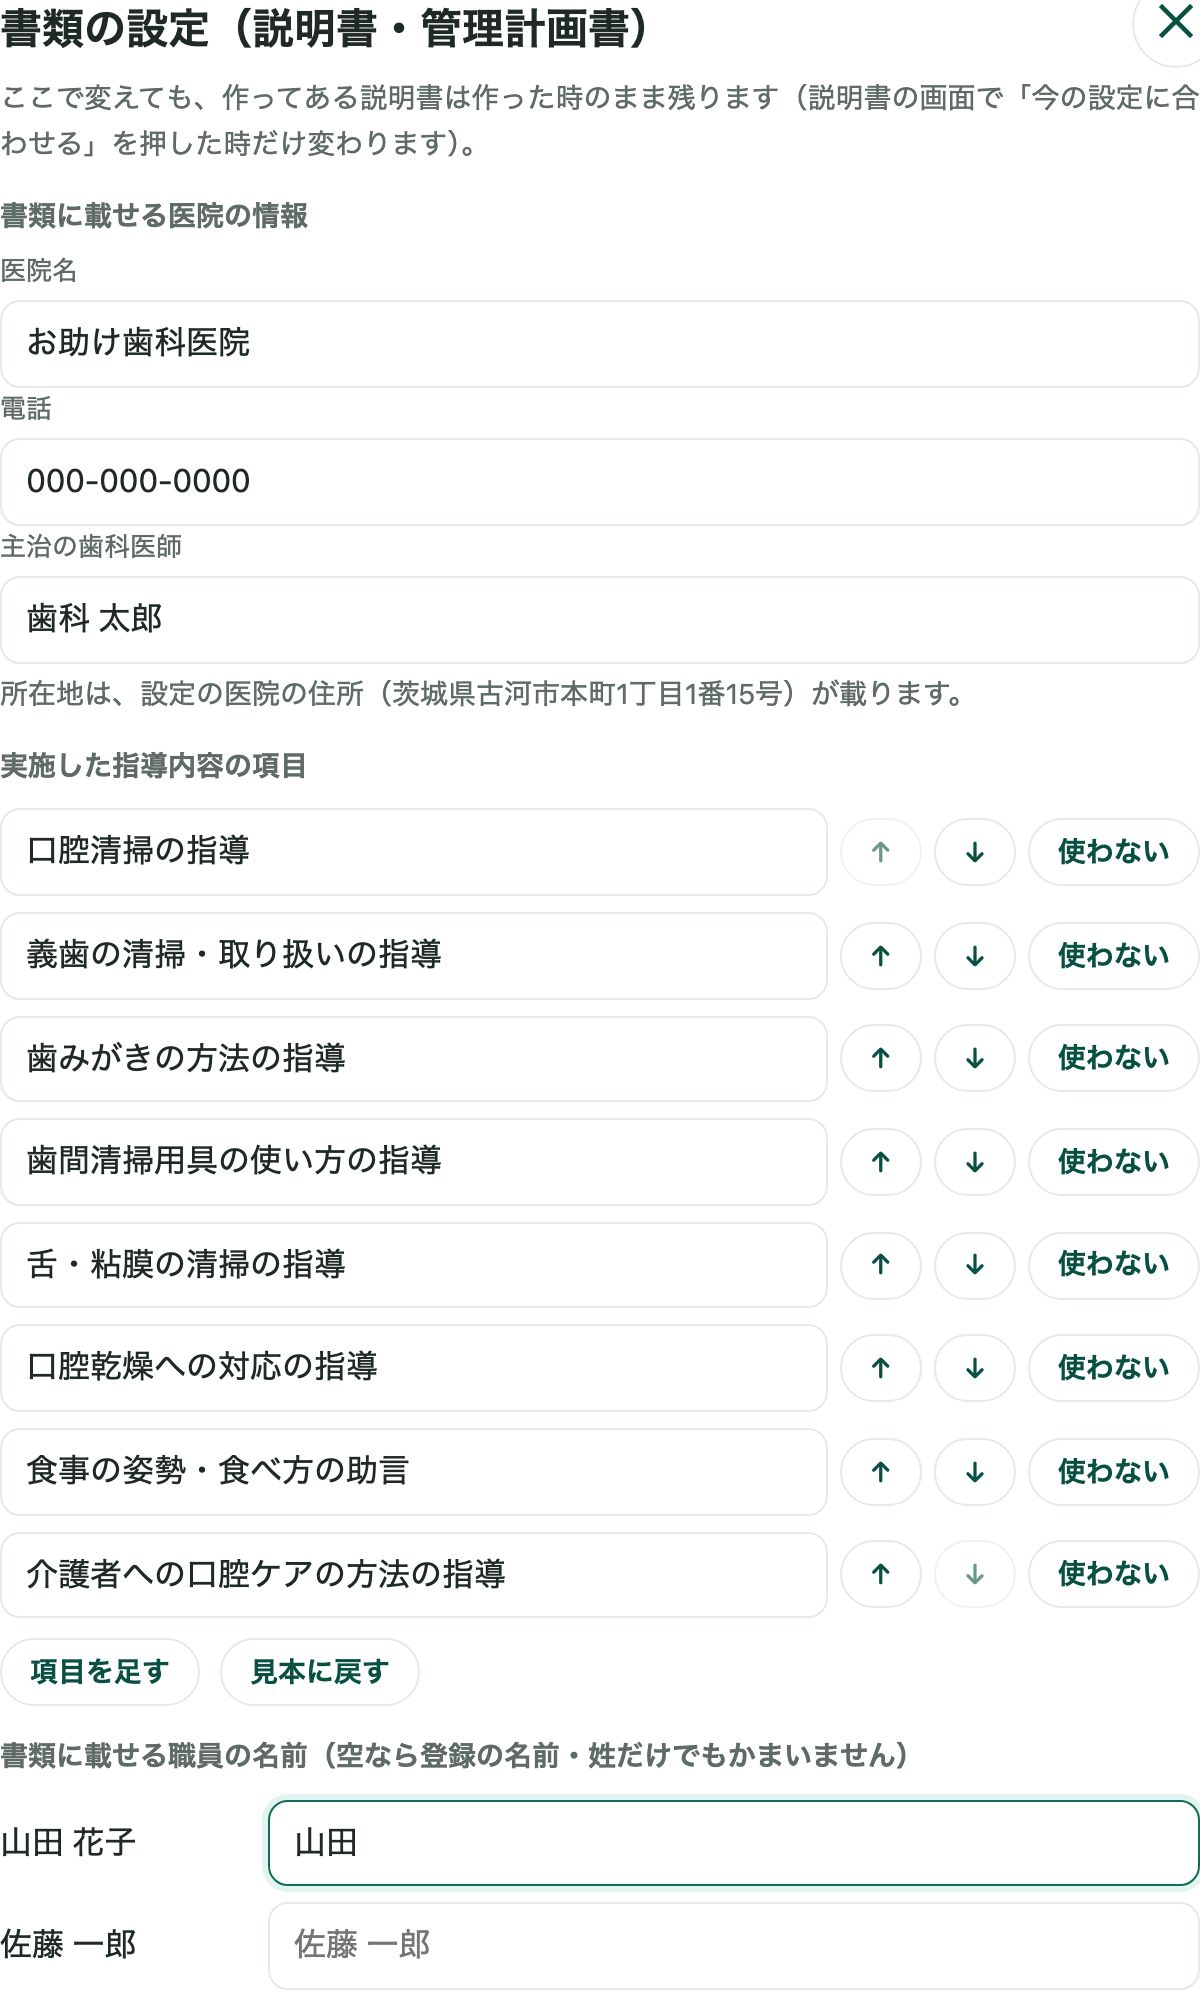 書類の設定（説明書・管理計画書）
ここで変えても、作ってある説明書は作った時のまま残ります（説明書の画面で「今の設定に合
わせる」を押した時だけ変わります）。
書類に載せる医院の情報
医院名
お助け歯科医院
電話
000-000-0000
主治の歯科医師
歯科 太郎
所在地は、設定の医院の住所（茨城県古河市本町1丁目1番15号）が載ります。
実施した指導内容の項目
口腔清掃の指導 ↑ ↓ 使わない
義歯の清掃・取り扱いの指導 ↑ ↓ 使わない
歯みがきの方法の指導 ↑ ↓ 使わない
歯間清掃用具の使い方の指導 ↑ ↓ 使わない
舌・粘膜の清掃の指導 ↑ ↓ 使わない
口腔乾燥への対応の指導 ↑ ↓ 使わない
食事の姿勢・食べ方の助言 ↑ ↓ 使わない
介護者への口腔ケアの方法の指導 ↑ ↓ 使わない
項目を足す 見本に戻す
書類に載せる職員の名前（空なら登録の名前・姓だけでもかまいません）
山田 花子 山田
佐藤 一郎 佐藤 一郎